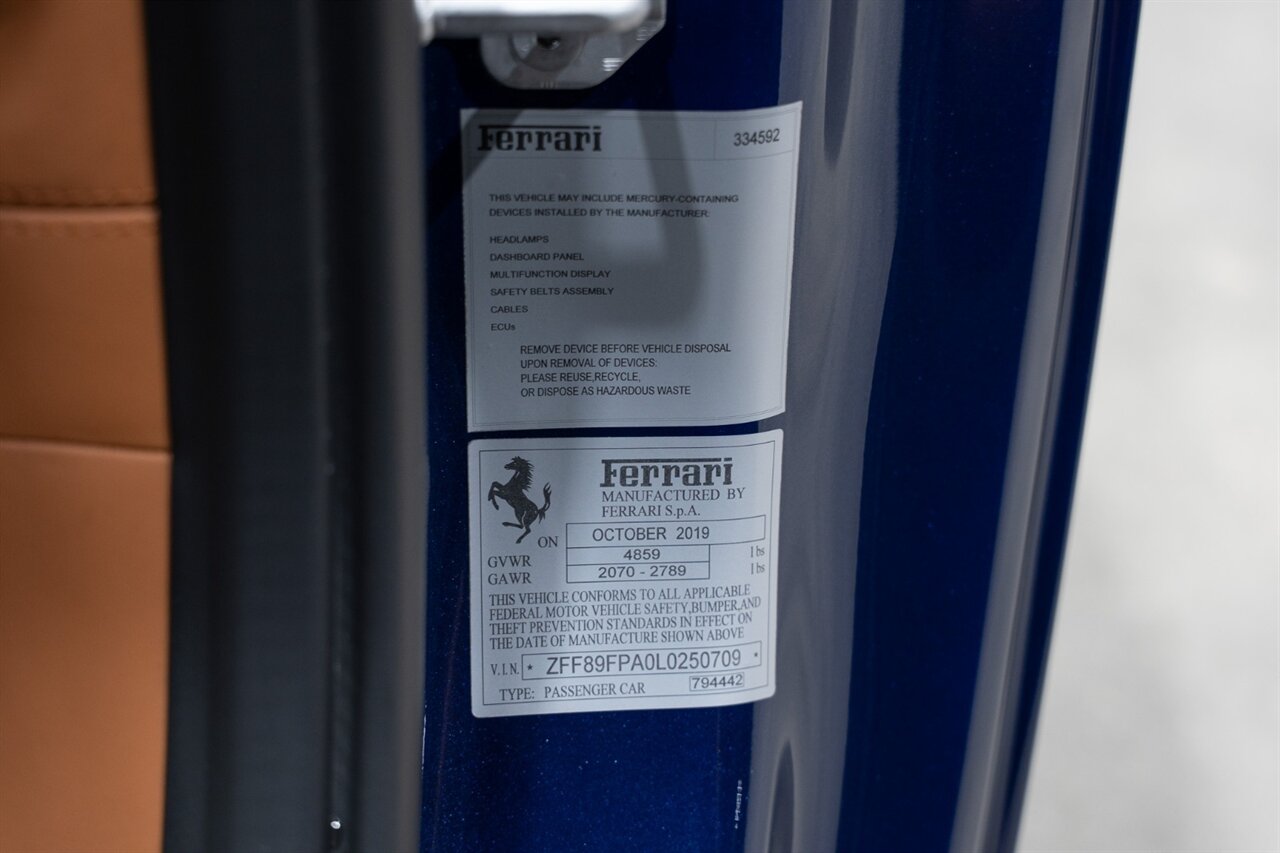 Ferrari
334592
THIS VEHICLE MAY INCLUDE MERCURY-CONTAINING
DEVICES INSTALLED BY THE MANUFACTURER:
HEADLAMPS
DASHBOARD PANEL
MULTIFUNCTION DISPLAY
SAFETY BELTS ASSEMBLY
CABLES
ECUs
REMOVE DEVICE BEFORE VEHICLE DISPOSAL
UPON REMOVAL OF DEVICES:
PLEASE REUSE,RECYCLE,
OR DISPOSE AS HAZARDOUS WASTE
Ferrari
MANUFACTURED BY
FERRARI S.p.A.
ON OCTOBER 2019
GVWR 4859 lbs
GAWR 2070 - 2789 lbs
THIS VEHICLE CONFORMS TO ALL APPLICABLE
FEDERAL MOTOR VEHICLE SAFETY,BUMPER,AND
THEFT PREVENTION STANDARDS IN EFFECT ON
THE DATE OF MANUFACTURE SHOWN ABOVE
V.I.N. * ZFF89FPA0L0250709 *
TYPE: PASSENGER CAR 794442